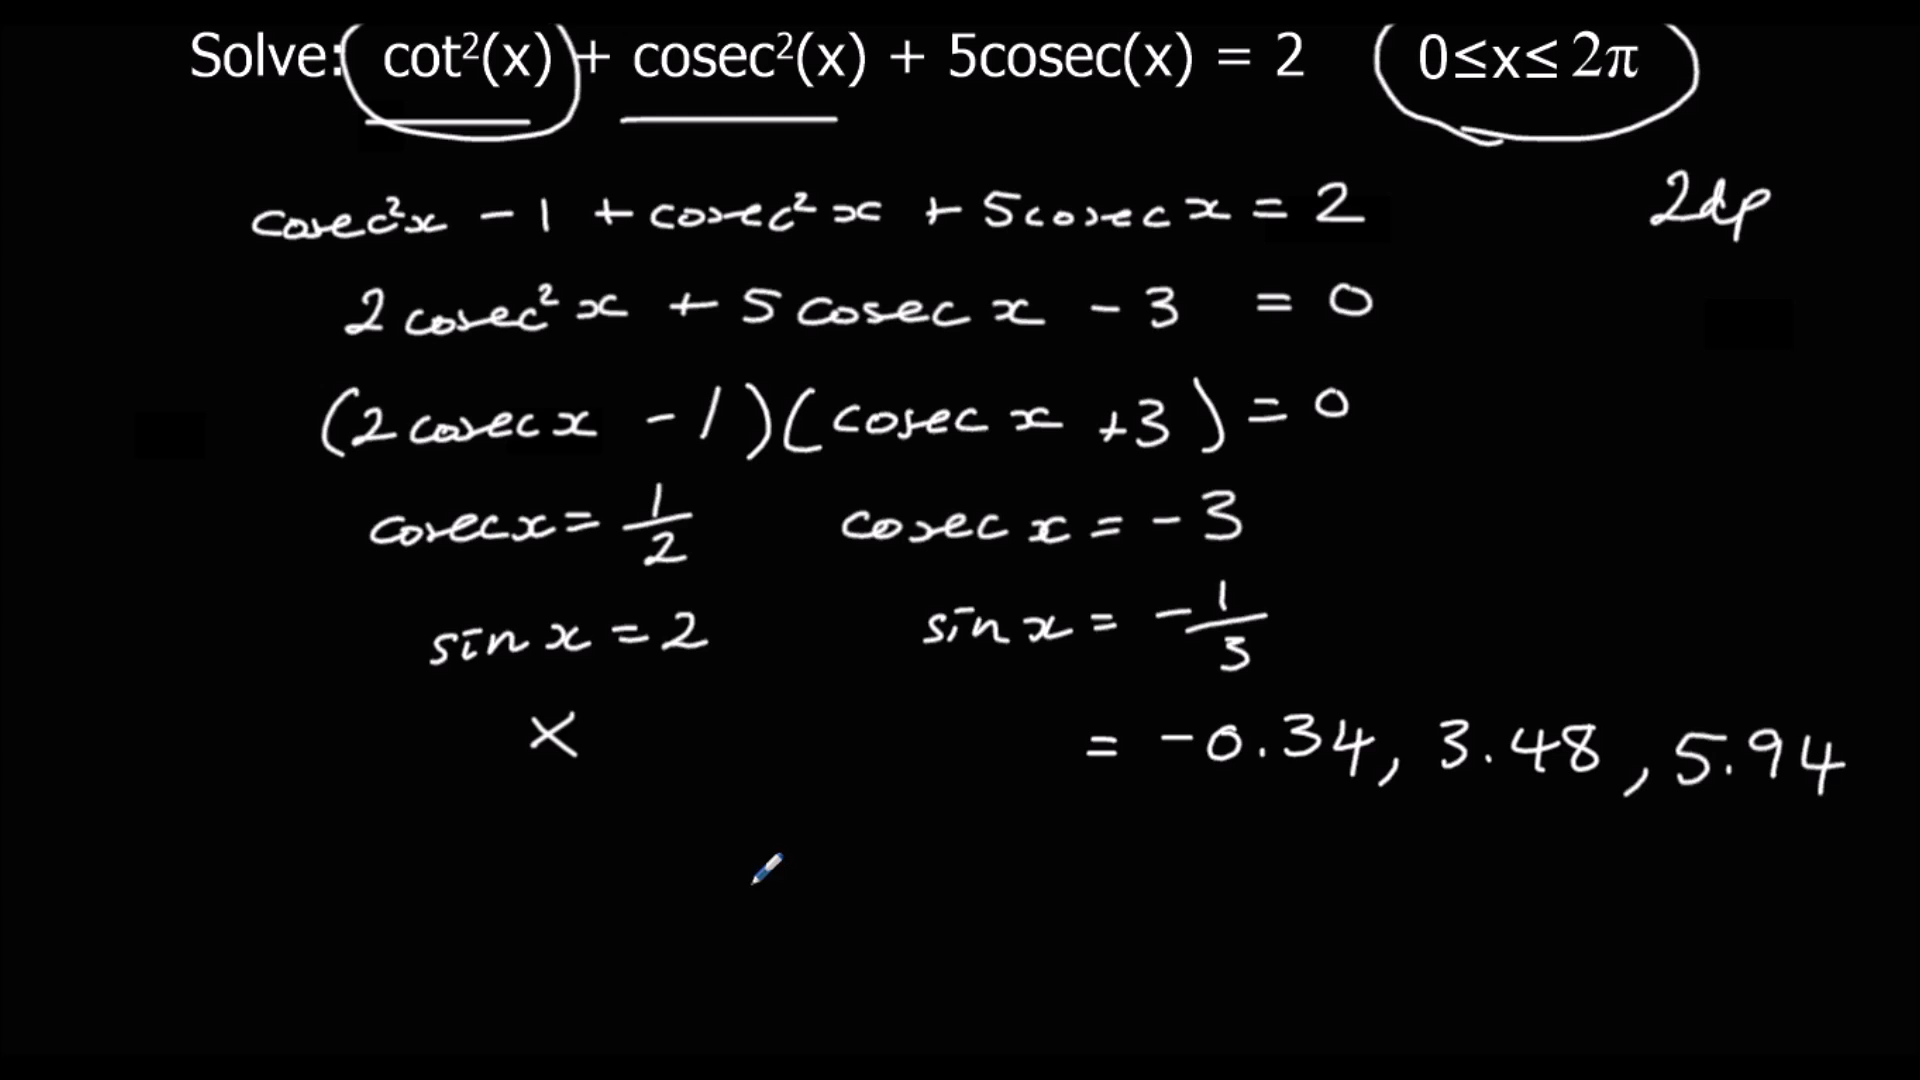 Solve: cot²(x) + cosec²(x) + 5cosec(x) = 2 0≤x≤ 2π
cosec²x - 1 + cosec²x + 5cosec x = 2 2dp
2cosec²x + 5cosec x - 3 = 0
(2cosec x - 1)(cosec x + 3) = 0
cosec x = 1/2 cosec x = -3
sin x = 2 sin x = -1/3
× = -0.34, 3.48, 5.94